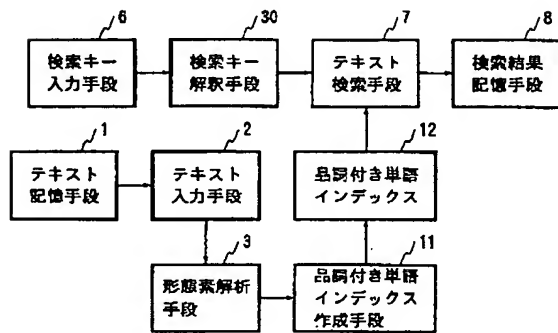 6
検索キー
入力手段
30
検索キー
解釈手段
7
テキスト
検索手段
8
検索結果
記憶手段
1
テキスト
記憶手段
2
テキスト
入力手段
12
品詞付き単語
インデックス
3
形態素解析
手段
11
品詞付き単語
インデックス
作成手段